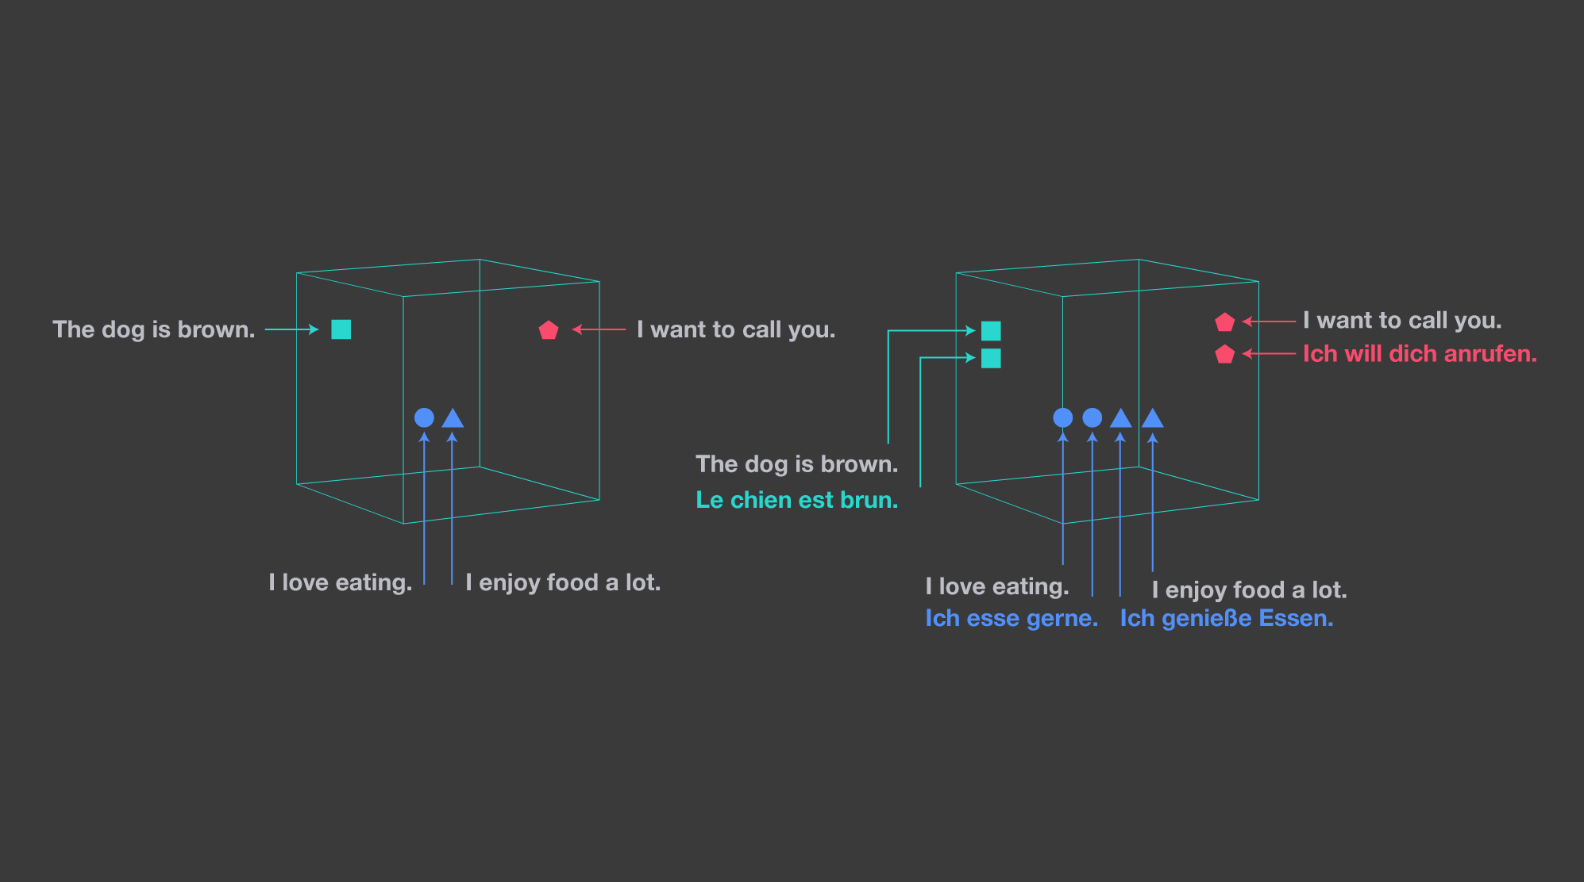 The dog is brown.
I want to call you.
I love eating.
I enjoy food a lot.
I want to call you.
Ich will dich anrufen.
The dog is brown.
Le chien est brun.
I love eating.
I enjoy food a lot.
Ich esse gerne.
Ich genieße Essen.